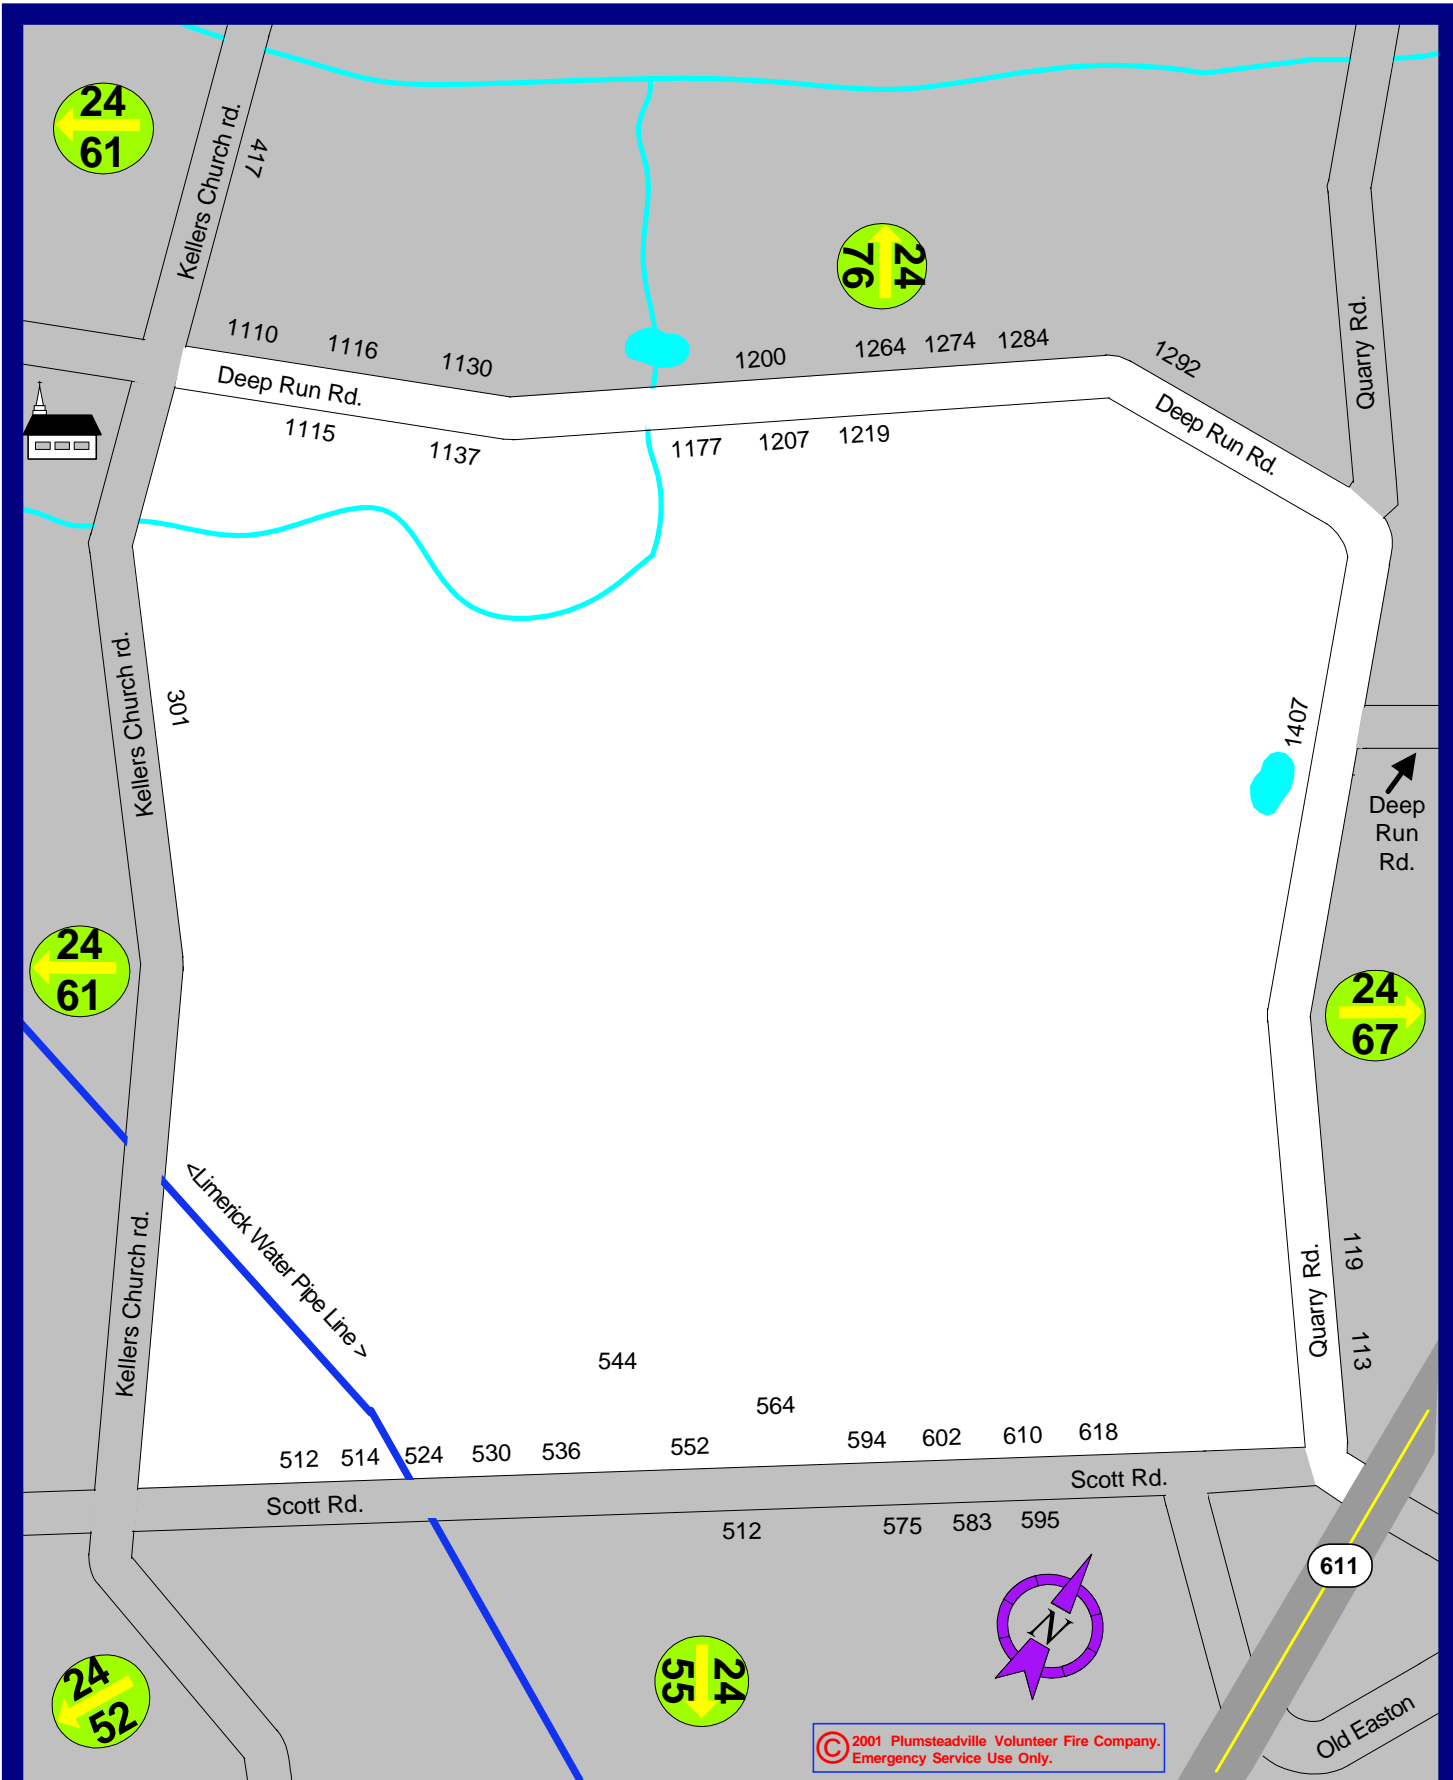 24
61
Kellers Church rd.
417
24
76
Quarry Rd.
1110
1116
1130
1200
1264
1274
1284
1292
Deep Run Rd.
Deep Run Rd.
1115
1137
1177
1207
1219
Kellers Church rd.
301
1407
Deep
Run
Rd.
24
61
24
67
<Limerick Water Pipe Line >
Kellers Church rd.
Quarry Rd.
119
113
544
564
512
514
524
530
536
552
594
602
610
618
Scott Rd.
Scott Rd.
512
575
583
595
611
N
24
52
24
55
Old Easton
© 2001 Plumsteadville Volunteer Fire Company.
Emergency Service Use Only.